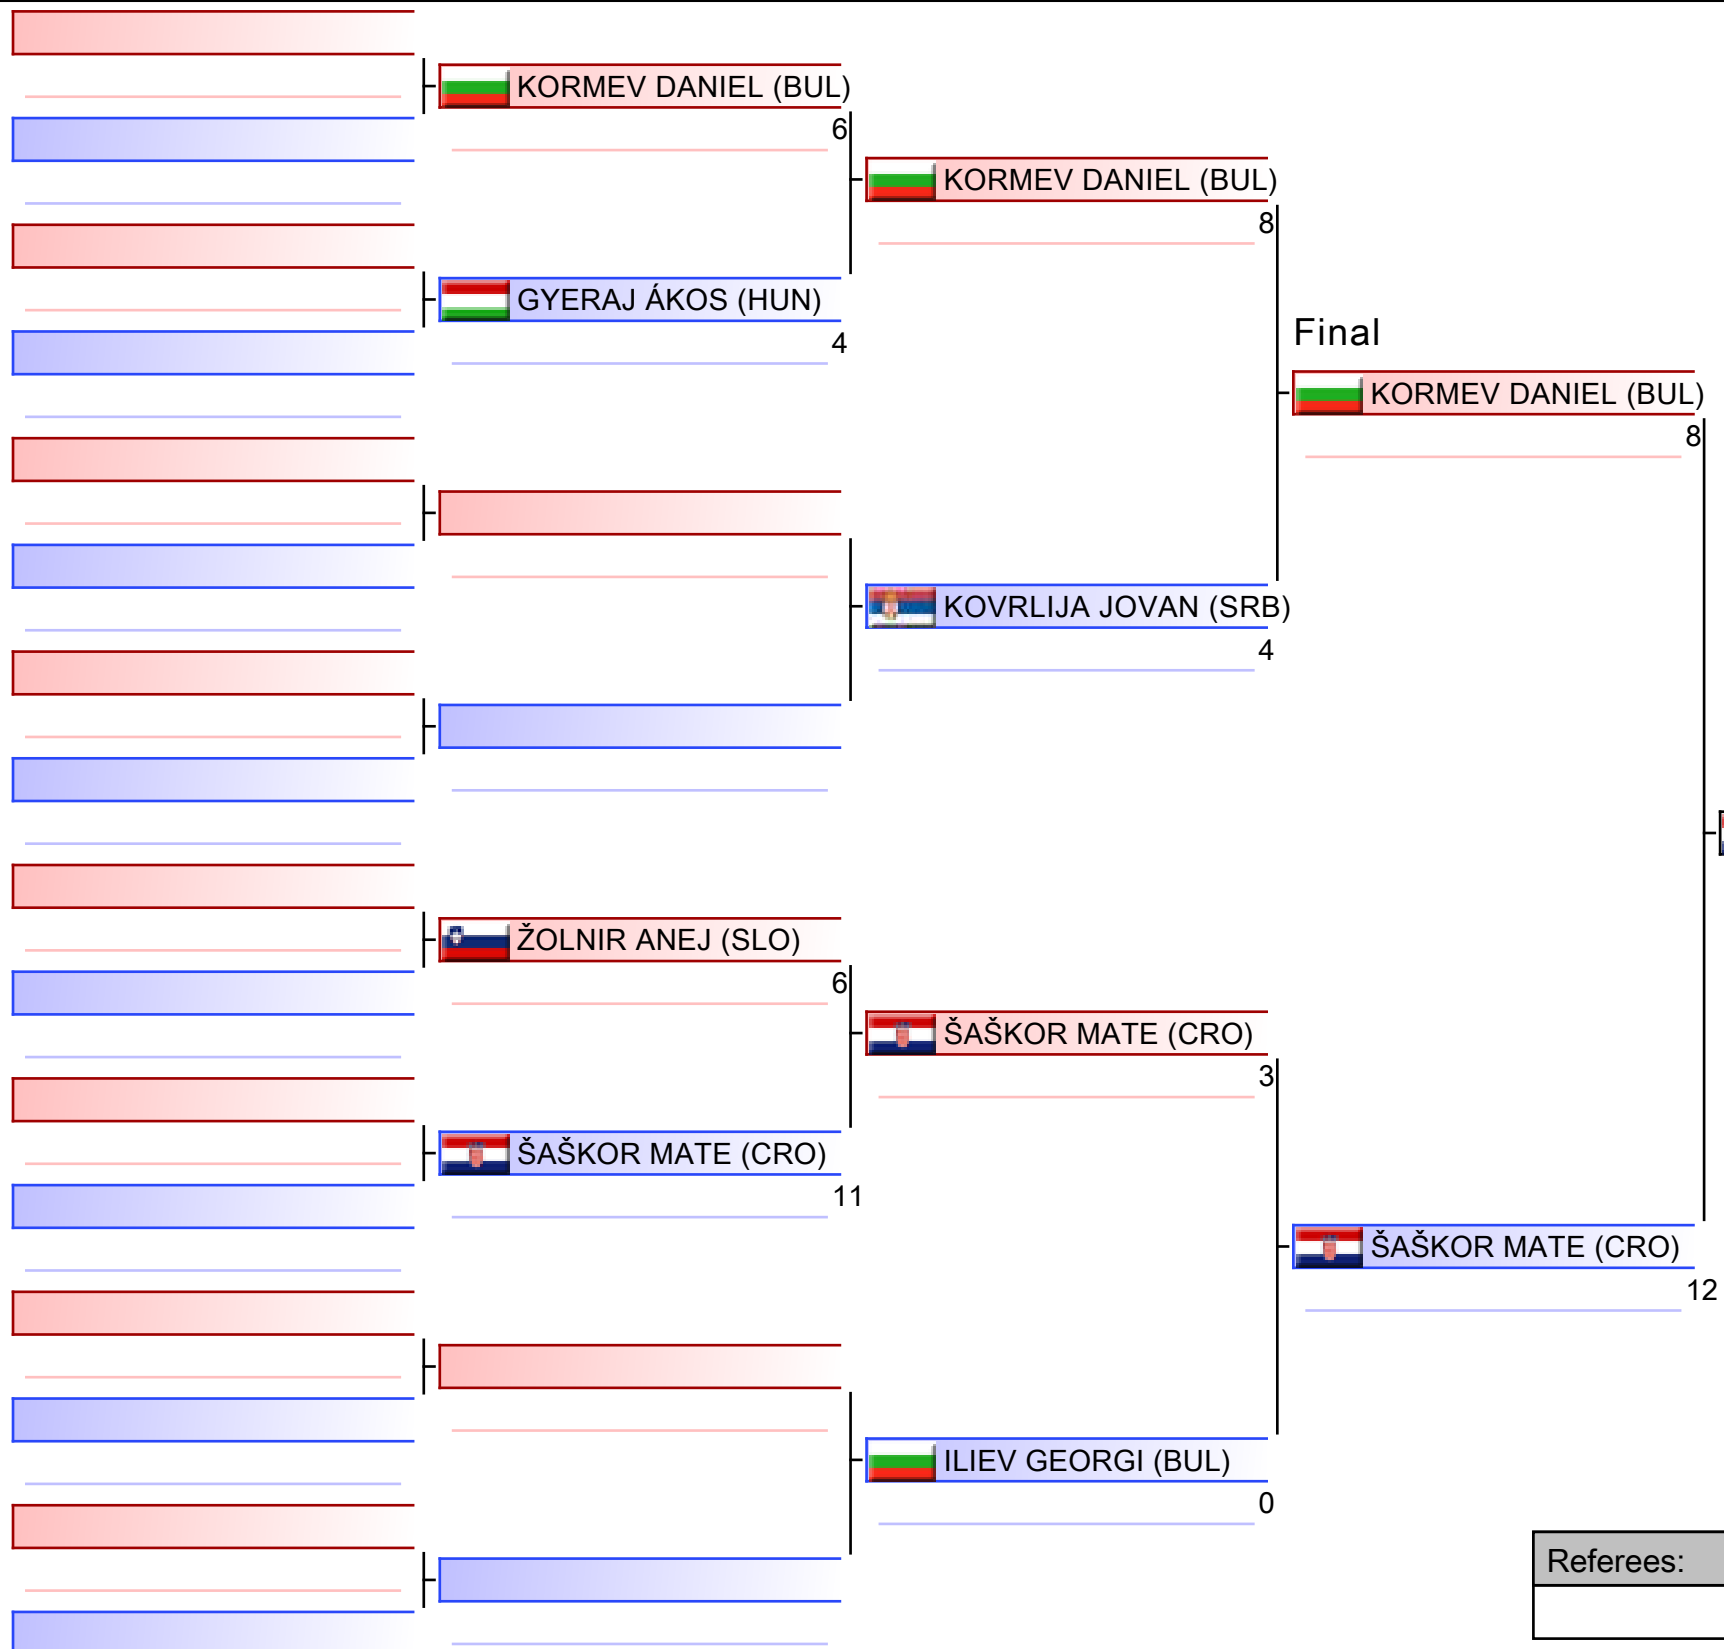 KORMEV DANIEL (BUL)
6
GYERAJ ÁKOS (HUN)
4
ŽOLNIR ANEJ (SLO)
6
ŠAŠKOR MATE (CRO)
11
KORMEV DANIEL (BUL)
8
KOVRLIJA JOVAN (SRB)
4
ŠAŠKOR MATE (CRO)
3
ILIEV GEORGI (BUL)
0
Final
KORMEV DANIEL (BUL)
8
ŠAŠKOR MATE (CRO)
12
Referees: